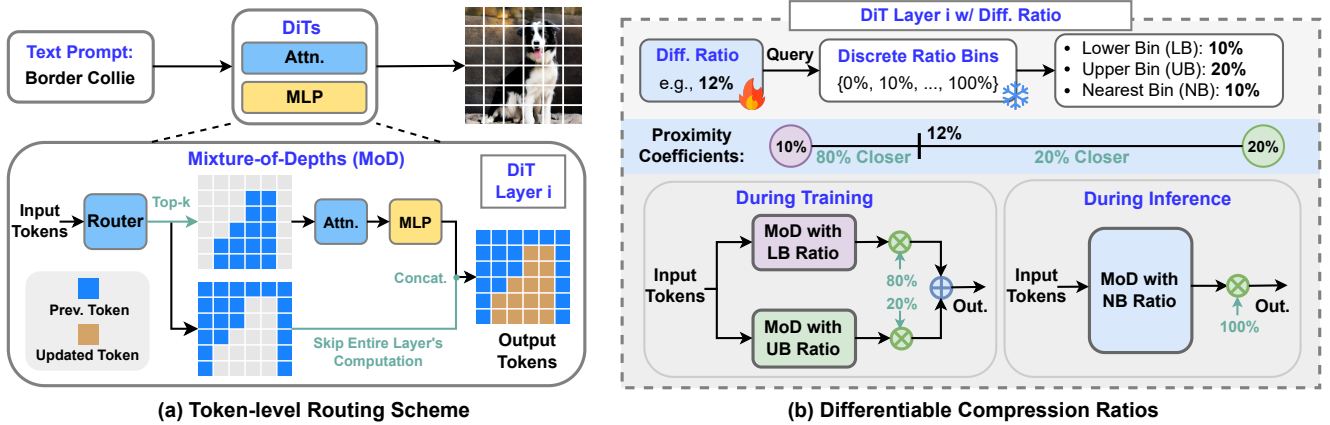 Text Prompt:
Border Collie
DiTs
Attn.
MLP
Mixture-of-Depths (MoD)
DiT
Layer i
Input
Tokens
Router
Top-k
Attn.
MLP
Concat.
Prev. Token
Updated Token
Skip Entire Layer's
Computation
Output
Tokens
(a) Token-level Routing Scheme
DiT Layer i w/ Diff. Ratio
Diff. Ratio
e.g., 12%
Query
Discrete Ratio Bins
{0%, 10%, ..., 100%}
• Lower Bin (LB): 10%
• Upper Bin (UB): 20%
• Nearest Bin (NB): 10%
Proximity
Coefficients:
10%
80% Closer
12%
20% Closer
20%
During Training
Input
Tokens
MoD with
LB Ratio
80%
20%
MoD with
UB Ratio
Out.
During Inference
Input
Tokens
MoD with
NB Ratio
100%
Out.
(b) Differentiable Compression Ratios